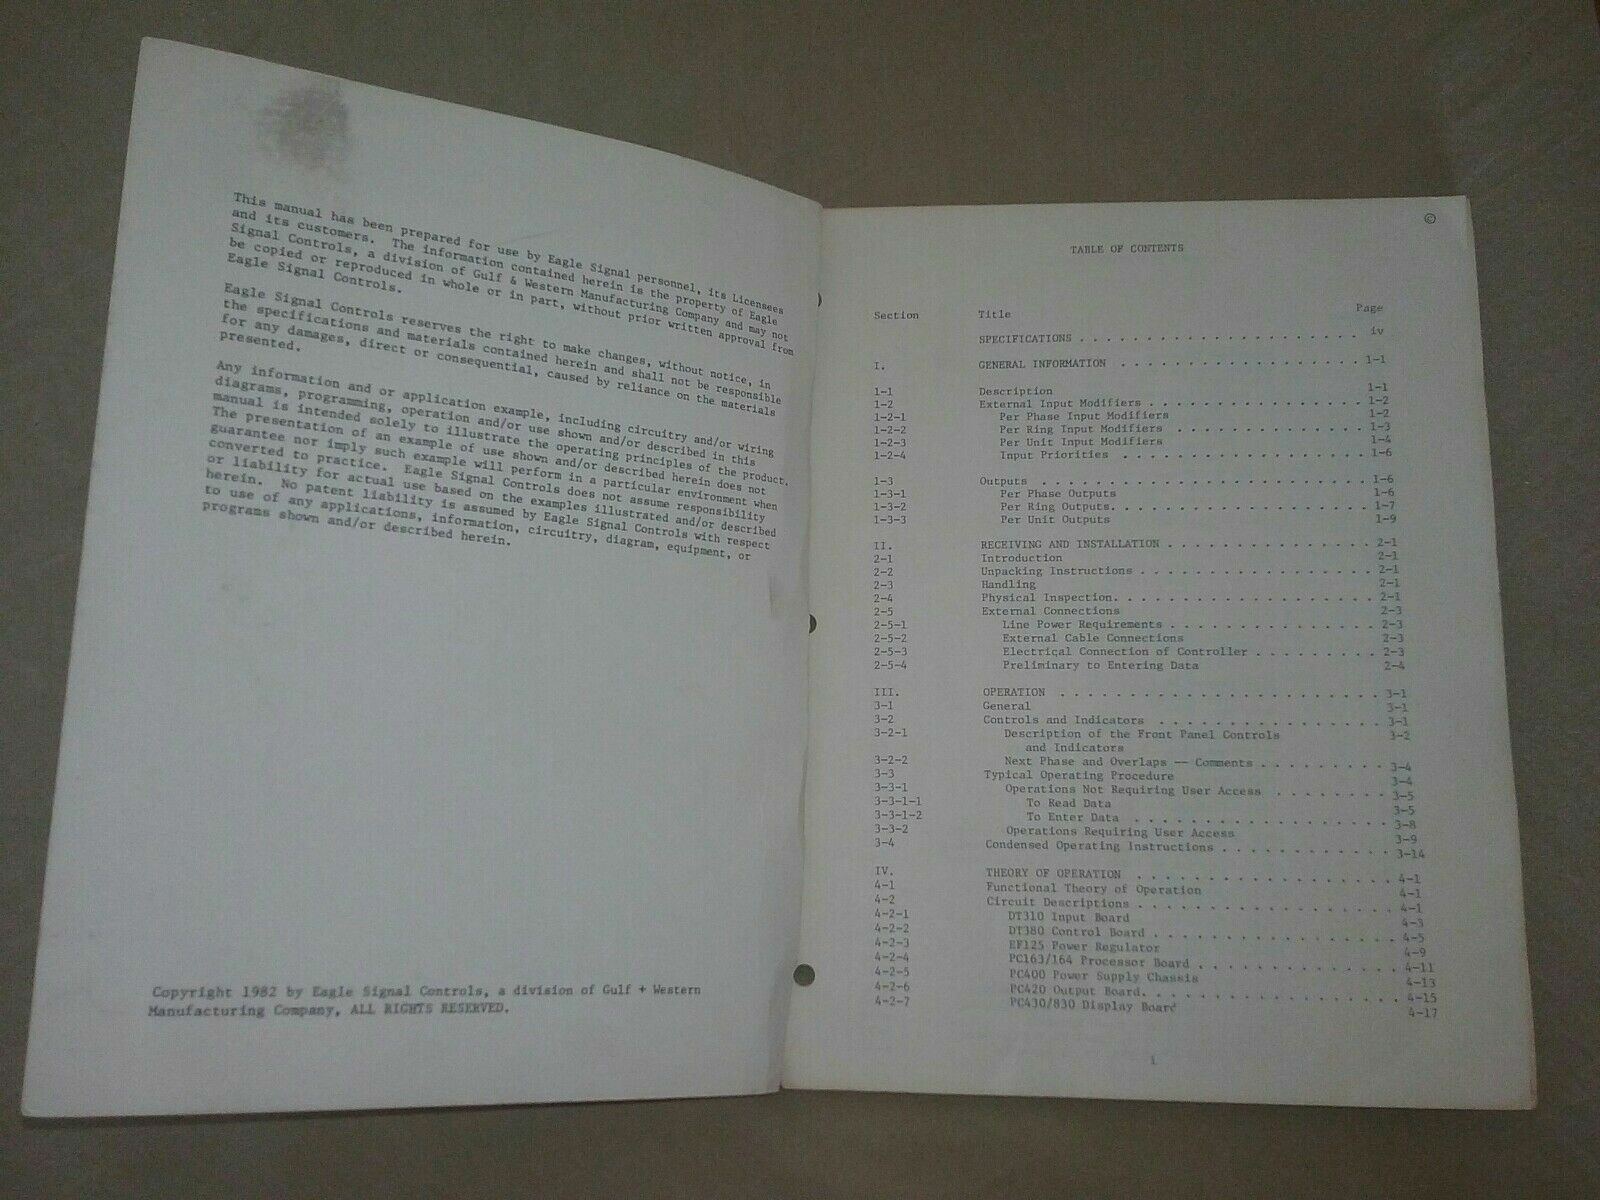 This manual has been prepared for use by Eagle Signal personnel, its Licensees
and its customers. The information contained herein is the property of Eagle
Signal Controls, a division of Gulf & Western Manufacturing Company and may not
be copied or reproduced in whole or in part, without prior written approval from
Eagle Signal Controls.
Eagle Signal Controls reserves the right to make changes, without notice, in
the specifications and materials contained herein and shall not be responsible
for any damages, direct or consequential, caused by reliance on the materials
presented.
Any information and or application example, including circuitry and/or wiring
diagrams, programming, operation and/or use shown and/or described in this
manual is intended solely to illustrate the operating principles of the product.
The presentation of an example of use shown and/or described herein does not
guarantee nor imply such example will perform in a particular environment when
converted to practice. Eagle Signal Controls does not assume responsibility
or liability for actual use based on the examples illustrated and/or described
herein. No patent liability is assumed by Eagle Signal Controls with respect
to use of any applications, information, circuitry, diagram, equipment, or
programs shown and/or described herein.
Copyright 1982 by Eagle Signal Controls, a division of Gulf + Western
Manufacturing Company, ALL RIGHTS RESERVED.
©
TABLE OF CONTENTS
Section Title Page
SPECIFICATIONS . . . . . . . . . . . . . . . . . . . . . iv
I. GENERAL INFORMATION . . . . . . . . . . . . . . . . . . 1-1
1-1 Description 1-1
1-2 External Input Modifiers . . . . . . . . . . . . . . . . 1-2
1-2-1 Per Phase Input Modifiers 1-2
1-2-2 Per Ring Input Modifiers . . . . . . . . . . . . . . 1-3
1-2-3 Per Unit Input Modifiers 1-4
1-2-4 Input Priorities . . . . . . . . . . . . . . . . . . 1-6
1-3 Outputs . . . . . . . . . . . . . . . . . . . . . . . . 1-6
1-3-1 Per Phase Outputs 1-6
1-3-2 Per Ring Outputs. . . . . . . . . . . . . . . . . . . 1-7
1-3-3 Per Unit Outputs 1-9
II. RECEIVING AND INSTALLATION . . . . . . . . . . . . . . . 2-1
2-1 Introduction 2-1
2-2 Unpacking Instructions . . . . . . . . . . . . . . . . . 2-1
2-3 Handling 2-1
2-4 Physical Inspection. . . . . . . . . . . . . . . . . . . 2-1
2-5 External Connections 2-3
2-5-1 Line Power Requirements . . . . . . . . . . . . . . . 2-3
2-5-2 External Cable Connections 2-3
2-5-3 Electrical Connection of Controller . . . . . . . . . 2-3
2-5-4 Preliminary to Entering Data 2-4
III. OPERATION . . . . . . . . . . . . . . . . . . . . . . . 3-1
3-1 General 3-1
3-2 Controls and Indicators . . . . . . . . . . . . . . . . 3-1
3-2-1 Description of the Front Panel Controls 3-2
and Indicators
3-2-2 Next Phase and Overlaps -- Comments . . . . . . . . . 3-4
3-3 Typical Operating Procedure 3-4
3-3-1 Operations Not Requiring User Access . . . . . . . . 3-5
3-3-1-1 To Read Data 3-5
3-3-1-2 To Enter Data . . . . . . . . . . . . . . . . . . . 3-8
3-3-2 Operations Requiring User Access 3-9
3-4 Condensed Operating Instructions . . . . . . . . . . . . 3-14
IV. THEORY OF OPERATION . . . . . . . . . . . . . . . . . . 4-1
4-1 Functional Theory of Operation 4-1
4-2 Circuit Descriptions . . . . . . . . . . . . . . . . . . 4-1
4-2-1 DT310 Input Board 4-3
4-2-2 DT380 Control Board . . . . . . . . . . . . . . . . . 4-5
4-2-3 EF125 Power Regulator 4-9
4-2-4 PC163/164 Processor Board . . . . . . . . . . . . . . 4-11
4-2-5 PC400 Power Supply Chassis 4-13
4-2-6 PC420 Output Board. . . . . . . . . . . . . . . . . . 4-15
4-2-7 PC430/830 Display Board 4-17
i